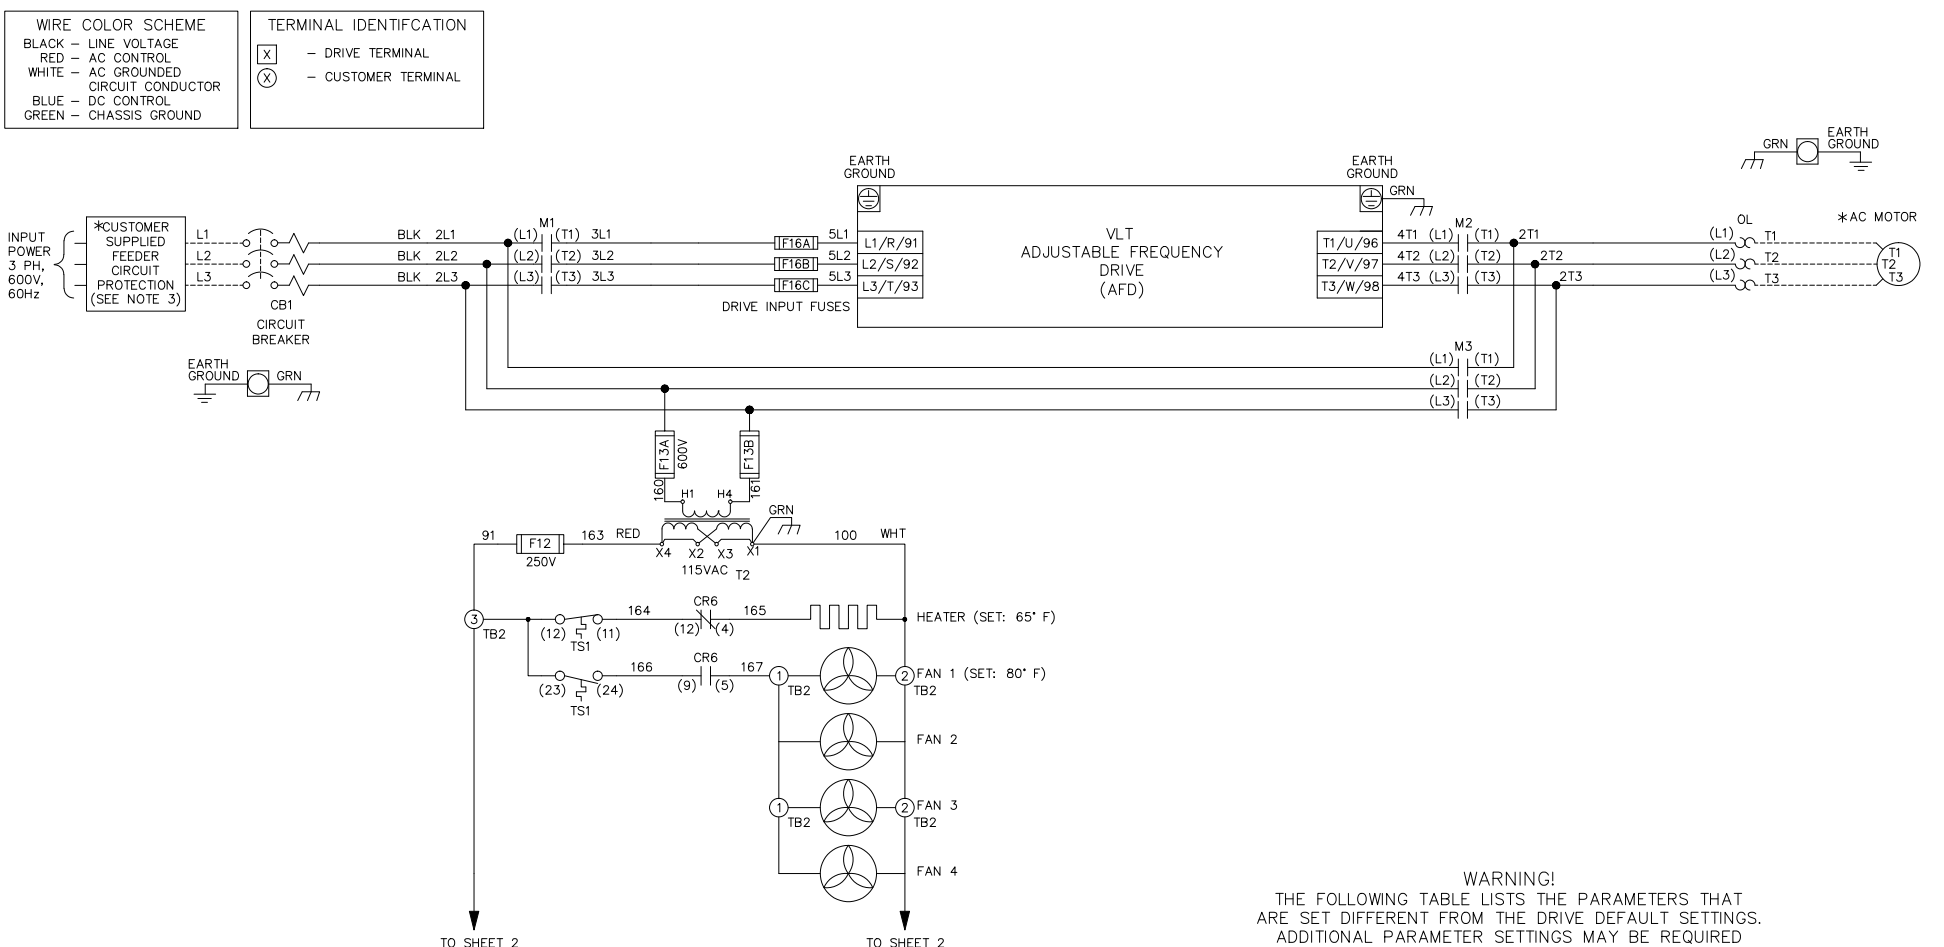 WIRE COLOR SCHEME
BLACK – LINE VOLTAGE
RED – AC CONTROL
WHITE – AC GROUNDED
CIRCUIT CONDUCTOR
BLUE – DC CONTROL
GREEN – CHASSIS GROUND
TERMINAL IDENTIFCATION
X – DRIVE TERMINAL
X – CUSTOMER TERMINAL
INPUT
POWER
3 PH,
600V,
60Hz
*CUSTOMER
SUPPLIED
FEEDER
CIRCUIT
PROTECTION
(SEE NOTE 3)
L1
L2
L3
CB1
CIRCUIT
BREAKER
EARTH
GROUND
GRN
BLK 2L1
BLK 2L2
BLK 2L3
M1
(L1) (T1) 3L1
(L2) (T2) 3L2
(L3) (T3) 3L3
F16A 5L1
F16B 5L2
F16C 5L3
DRIVE INPUT FUSES
EARTH
GROUND
L1/R/91
L2/S/92
L3/T/93
VLT
ADJUSTABLE FREQUENCY
DRIVE
(AFD)
EARTH
GROUND
GRN
T1/U/96
T2/V/97
T3/W/98
M2
4T1 (L1) (T1) 2T1
4T2 (L2) (T2) 2T2
4T3 (L3) (T3) 2T3
GRN
EARTH
GROUND
OL
(L1) T1
(L2) T2
(L3) T3
*AC MOTOR
T1
T2
T3
M3
(L1) (T1)
(L2) (T2)
(L3) (T3)
F13A
600V
F13B
160
161
H1 H4
GRN
91
F12
250V
163 RED
X4 X2 X3 X1
115VAC T2
100 WHT
3
TB2
(12) (11)
TS1
164
CR6
(12) (4)
165
HEATER (SET: 65° F)
(23) (24)
TS1
166
CR6
(9) (5)
167
1
TB2
2
TB2
FAN 1 (SET: 80° F)
FAN 2
1
TB2
2
TB2
FAN 3
FAN 4
TO SHEET 2
TO SHEET 2
WARNING!
THE FOLLOWING TABLE LISTS THE PARAMETERS THAT
ARE SET DIFFERENT FROM THE DRIVE DEFAULT SETTINGS.
ADDITIONAL PARAMETER SETTINGS MAY BE REQUIRED